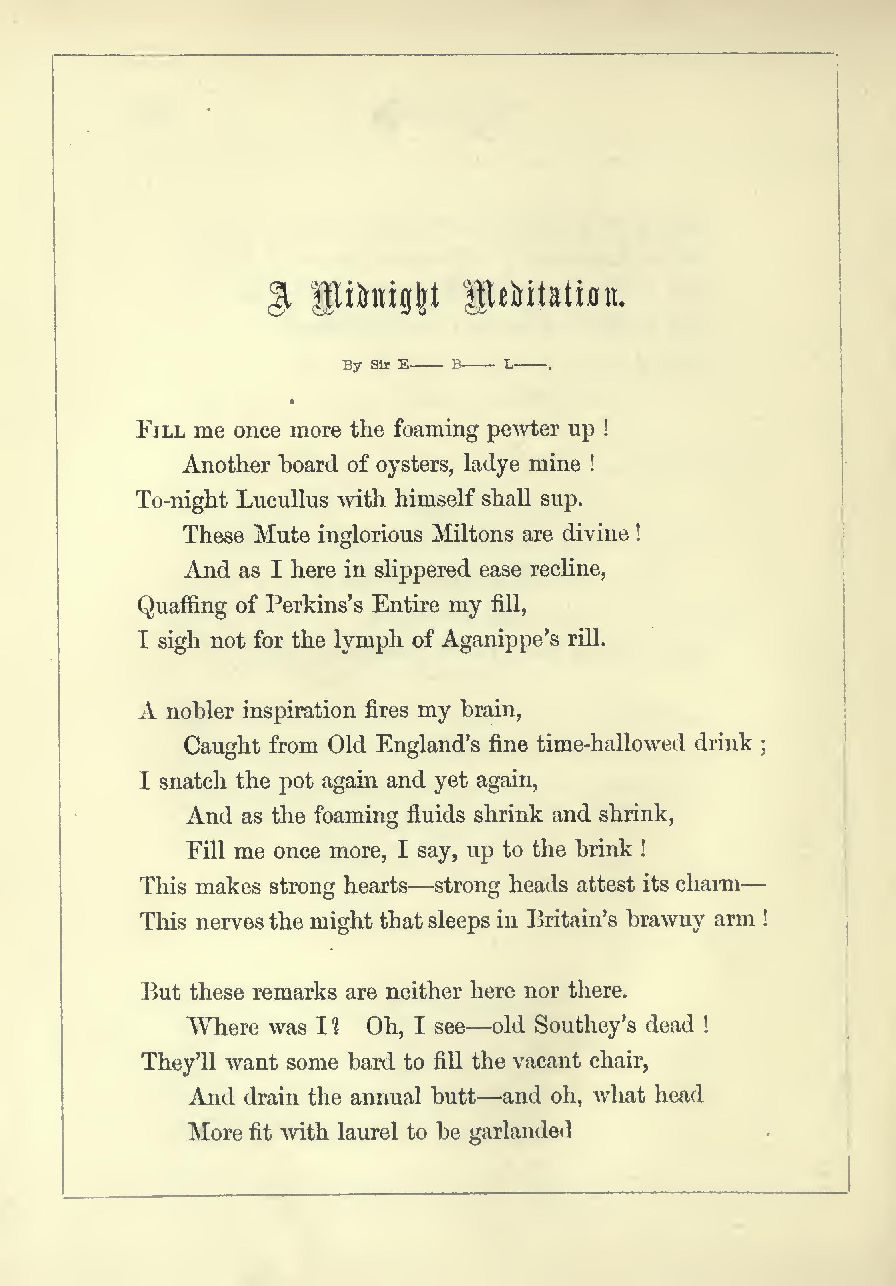 A Midnight Meditation.
By Sir E—— B—— L——.
FILL me once more the foaming pewter up !
Another board of oysters, ladye mine !
To-night Lucullus with himself shall sup.
These Mute inglorious Miltons are divine !
And as I here in slippered ease recline,
Quaffing of Perkins's Entire my fill,
I sigh not for the lymph of Aganippe's rill.
A nobler inspiration fires my brain,
Caught from Old England's fine time-hallowed drink ;
I snatch the pot again and yet again,
And as the foaming fluids shrink and shrink,
Fill me once more, I say, up to the brink !
This makes strong hearts—strong heads attest its charm—
This nerves the might that sleeps in Britain's brawny arm !
But these remarks are neither here nor there.
Where was I? Oh, I see—old Southey's dead !
They'll want some bard to fill the vacant chair,
And drain the annual butt—and oh, what head
More fit with laurel to be garlanded